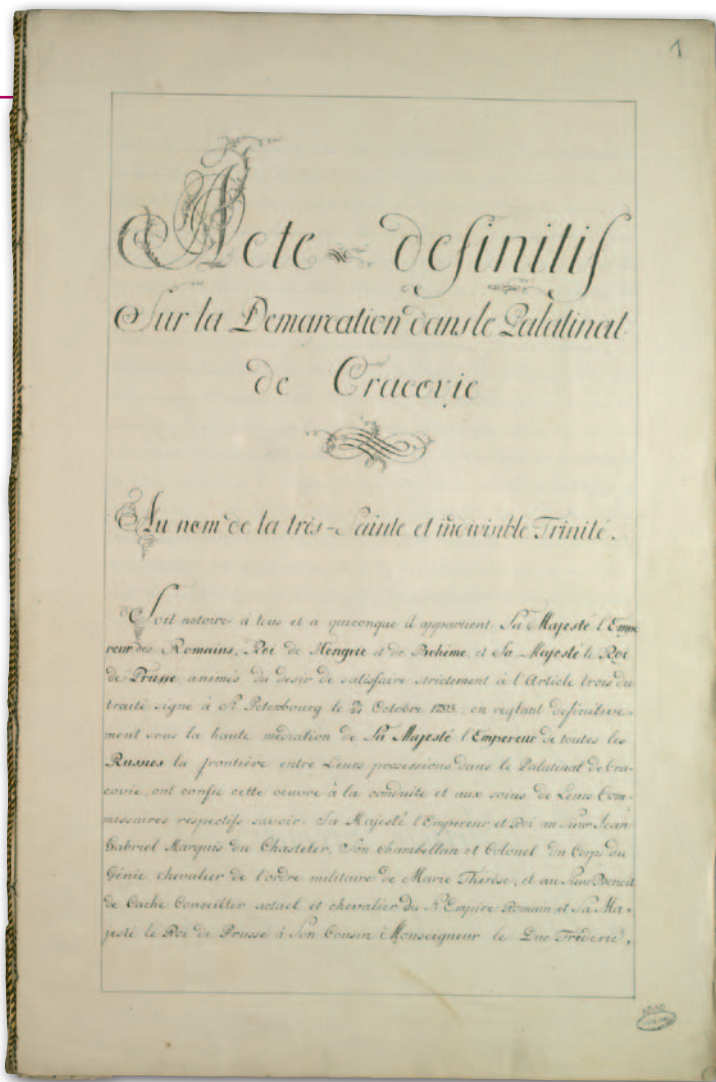 1
Acte definitif
Sur la Demarcation dans le Palatinat
de Cracovie
Au nom de la très-Sainte et Trinité.
Soit notoire à tous et a quiconque il appartient. Sa Majesté l'Empe
reur des Romains, Roi de Hongrie et de Bohême, et Sa Majesté le Roi
de Prusse animés du desir de satisfaire strictement à l'Article trois du
traité signé à St Petersbourg le Octobre 1795. en reglant definitive-
ment sous la haute médiation de Sa Majesté l'Empereur de toutes les
Russies la frontière entre Leurs possessions dans le Palatinat de Cra-
covie, ont confié cette oeuvre à la conduite et aux soins de Leurs Com-
missaires respectifs savoir: Sa Majesté l'Empereur et Roi au Sieur Jean
Gabriel Marquis du Chasteler, Son chambellan et Colonel du Corps du
Génie chevalier de l'ordre militaire de Marie Thérèse, et au Sieur Benoit
de Cache Conseiller actuel et chevalier du St Empire Romain et Sa Ma-
jesté le Roi de Prusse à Son Cousin Monseigneur le Duc Fréderic,